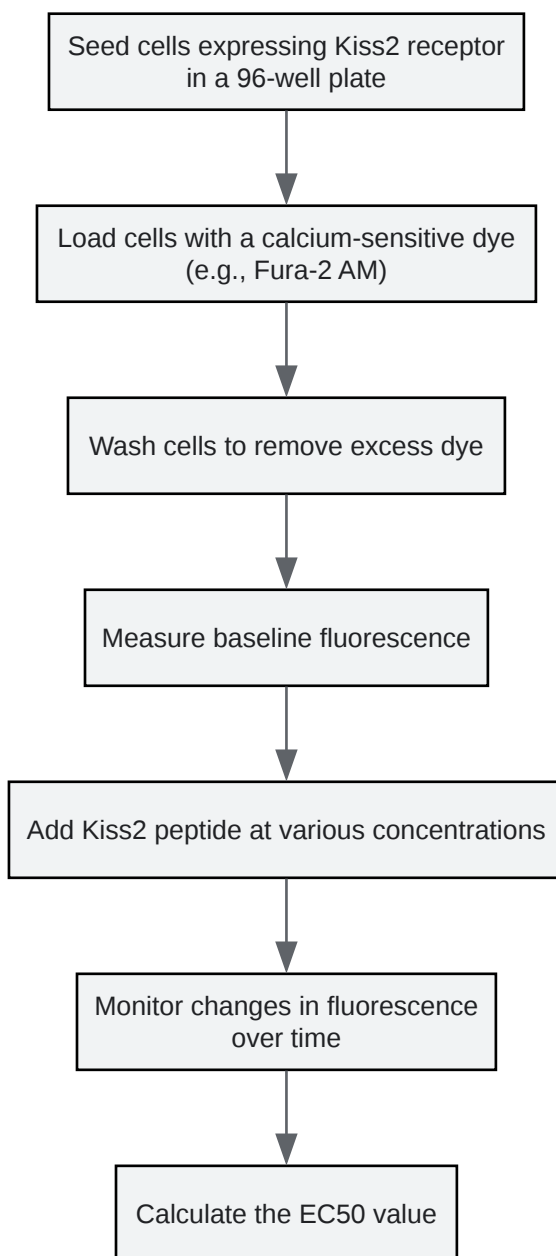 Seed cells expressing Kiss2 receptor
in a 96-well plate
Load cells with a calcium-sensitive dye
(e.g., Fura-2 AM)
Wash cells to remove excess dye
Measure baseline fluorescence
Add Kiss2 peptide at various concentrations
Monitor changes in fluorescence
over time
Calculate the EC50 value